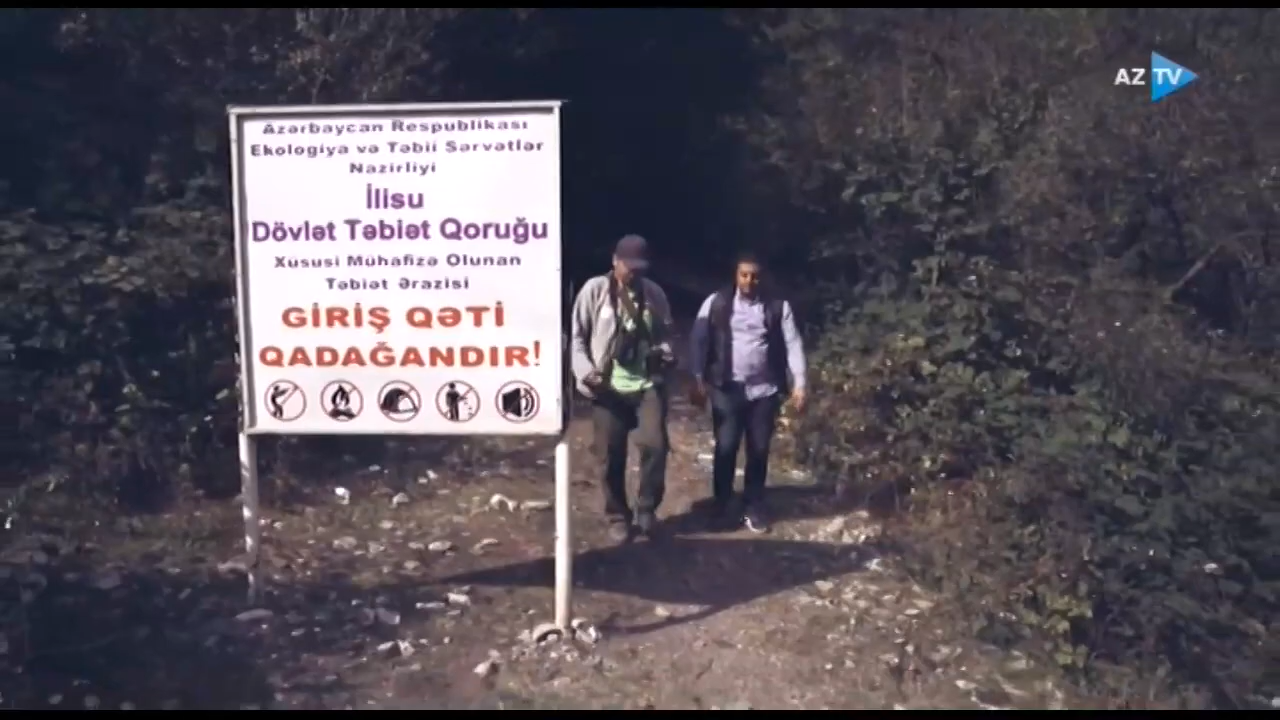 AZ TV
Azərbaycan Respublikası
Ekologiya və Təbii Sərvətlər
Nazirliyi
İlisu
Dövlət Təbiət Qoruğu
Xüsusi Mühafizə Olunan
Təbiət Ərazisi
GİRİŞ QƏTİ
QADAĞANDIR!